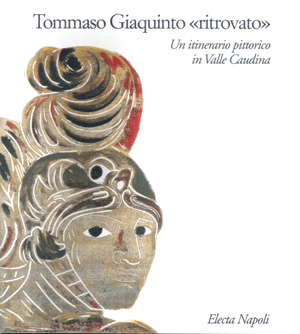 Tommaso Giaquinto «ritrovato»
Un itinerario pittorico
in Valle Caudina
Electa Napoli